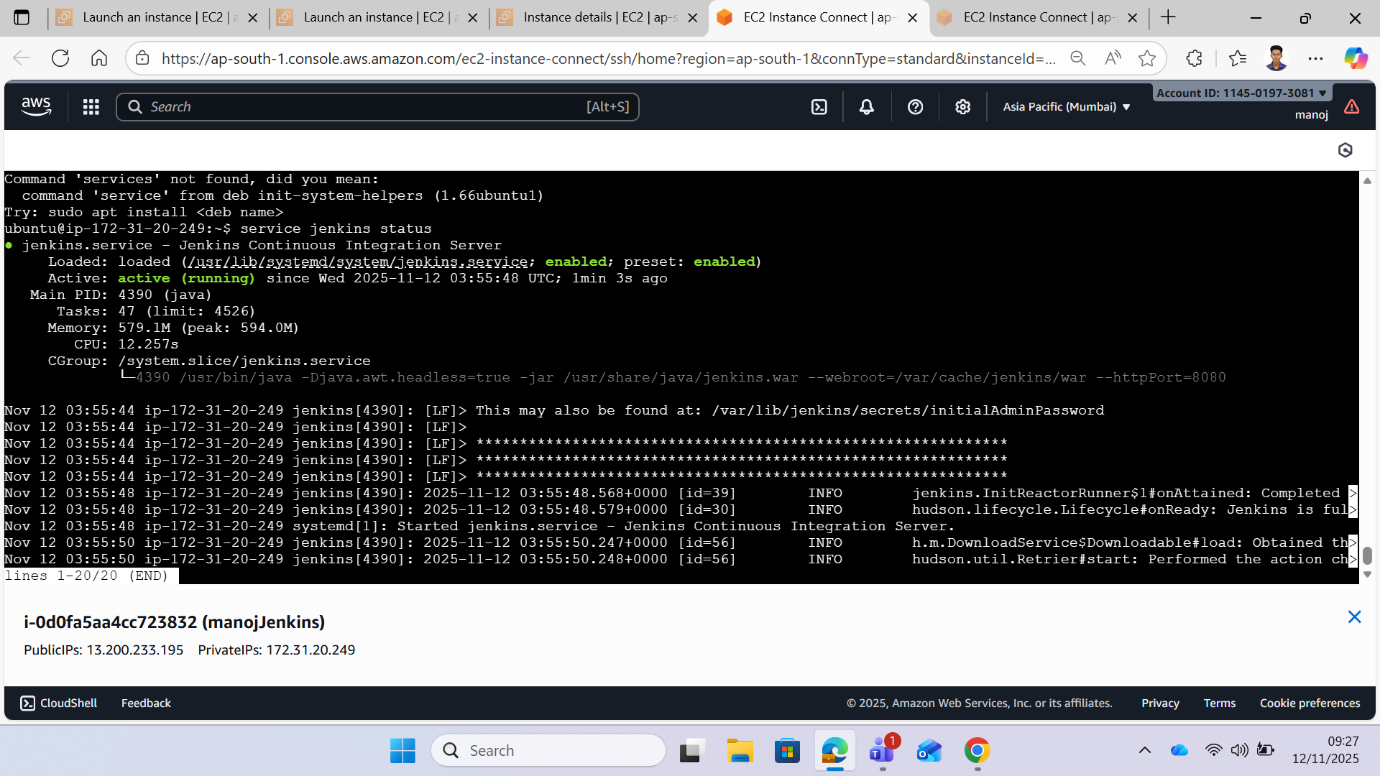 Launch an instance | EC2 | a
Launch an instance | EC2 | a
Instance details | EC2 | ap-s
EC2 Instance Connect | ap-
EC2 Instance Connect | ap-
https://ap-south-1.console.aws.amazon.com/ec2-instance-connect/ssh/home?region=ap-south-1&connType=standard&instanceId=...
aws
Search
[Alt+S]
Asia Pacific (Mumbai)
Account ID: 1145-0197-3081
manoj
Command 'services' not found, did you mean:
command 'service' from deb init-system-helpers (1.66ubuntu1)
Try: sudo apt install <deb name>
ubuntu@ip-172-31-20-249:~$ service jenkins status
● jenkins.service - Jenkins Continuous Integration Server
Loaded: loaded (/usr/lib/systemd/system/jenkins.service; enabled; preset: enabled)
Active: active (running) since Wed 2025-11-12 03:55:48 UTC; 1min 3s ago
Main PID: 4390 (java)
Tasks: 47 (limit: 4526)
Memory: 579.1M (peak: 594.0M)
CPU: 12.257s
CGroup: /system.slice/jenkins.service
└─4390 /usr/bin/java -Djava.awt.headless=true -jar /usr/share/java/jenkins.war --webroot=/var/cache/jenkins/war --httpPort=8080
Nov 12 03:55:44 ip-172-31-20-249 jenkins[4390]: [LF]> This may also be found at: /var/lib/jenkins/secrets/initialAdminPassword
Nov 12 03:55:44 ip-172-31-20-249 jenkins[4390]: [LF]>
Nov 12 03:55:44 ip-172-31-20-249 jenkins[4390]: [LF]> *************************************************************
Nov 12 03:55:44 ip-172-31-20-249 jenkins[4390]: [LF]> *************************************************************
Nov 12 03:55:44 ip-172-31-20-249 jenkins[4390]: [LF]> *************************************************************
Nov 12 03:55:48 ip-172-31-20-249 jenkins[4390]: 2025-11-12 03:55:48.568+0000 [id=39] INFO jenkins.InitReactorRunner$1#onAttained: Completed >
Nov 12 03:55:48 ip-172-31-20-249 jenkins[4390]: 2025-11-12 03:55:48.579+0000 [id=30] INFO hudson.lifecycle.Lifecycle#onReady: Jenkins is ful>
Nov 12 03:55:48 ip-172-31-20-249 systemd[1]: Started jenkins.service - Jenkins Continuous Integration Server.
Nov 12 03:55:50 ip-172-31-20-249 jenkins[4390]: 2025-11-12 03:55:50.247+0000 [id=56] INFO h.m.DownloadService$Downloadable#load: Obtained th>
Nov 12 03:55:50 ip-172-31-20-249 jenkins[4390]: 2025-11-12 03:55:50.248+0000 [id=56] INFO hudson.util.Retrier#start: Performed the action ch>
lines 1-20/20 (END)
i-0d0fa5aa4cc723832 (manojJenkins)
PublicIPs: 13.200.233.195 PrivateIPs: 172.31.20.249
CloudShell
Feedback
© 2025, Amazon Web Services, Inc. or its affiliates.
Privacy
Terms
Cookie preferences
Search
1
09:27
12/11/2025